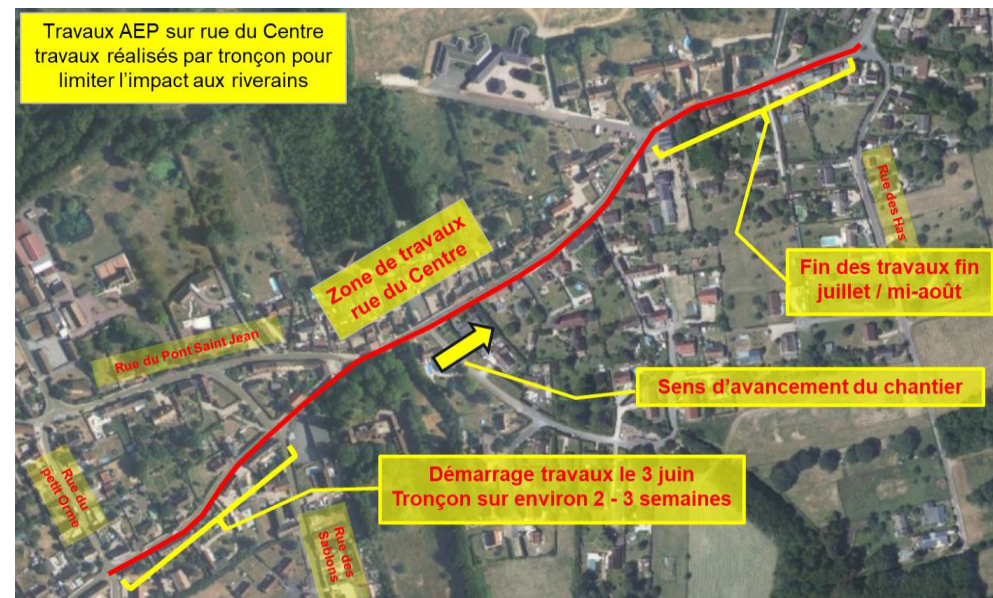 Travaux AEP sur rue du Centre
travaux réalisés par tronçon pour
limiter l'impact aux riverains
Rue des Has
Zone de travaux
rue du Centre
Fin des travaux fin
juillet / mi-août
Rue du Pont Saint Jean
Sens d'avancement du chantier
Rue du
petit Orme
Démarrage travaux le 3 juin
Tronçon sur environ 2 - 3 semaines
Rue des
Sablons